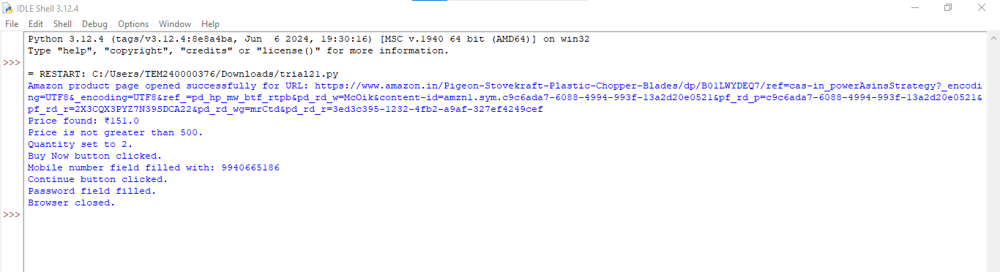 IDLE Shell 3.12.4
File Edit Shell Debug Options Window Help
Python 3.12.4 (tags/v3.12.4:8e8a4ba, Jun  6 2024, 19:30:16) [MSC v.1940 64 bit (AMD64)] on win32
Type "help", "copyright", "credits" or "license()" for more information.
>>>
= RESTART: C:/Users/TEM240000376/Downloads/trial21.py
Amazon product page opened successfully for URL: https://www.amazon.in/Pigeon-Stovekraft-Plastic-Chopper-Blades/dp/B01LWYDEQ7/ref=cas-in_powerAsinsStrategy?_encodi
ng=UTF8&_encoding=UTF8&ref_=pd_hp_mw_btf_rtpb&pd_rd_w=McOik&content-id=amzn1.sym.c9c6ada7-6088-4994-993f-13a2d20e0521&pf_rd_p=c9c6ada7-6088-4994-993f-13a2d20e0521&
pf_rd_r=2X3CQX3PYZ7N39SDCA22&pd_rd_wg=mrCtd&pd_rd_r=3ed3c395-1232-4fb2-a9af-327ef4249cef
Price found: ₹151.0
Price is not greater than 500.
Quantity set to 2.
Buy Now button clicked.
Mobile number field filled with: 9940665186
Continue button clicked.
Password field filled.
Browser closed.
>>>